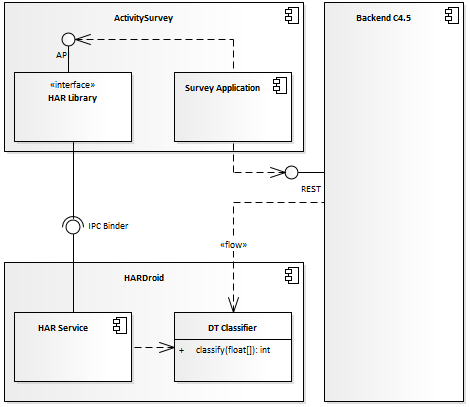 ActivitySurvey
Backend C4.5
AP
«interface»
HAR Library
Survey Application
REST
IPC Binder
«flow»
HARDroid
HAR Service
DT Classifier
+ classify(float[]): int